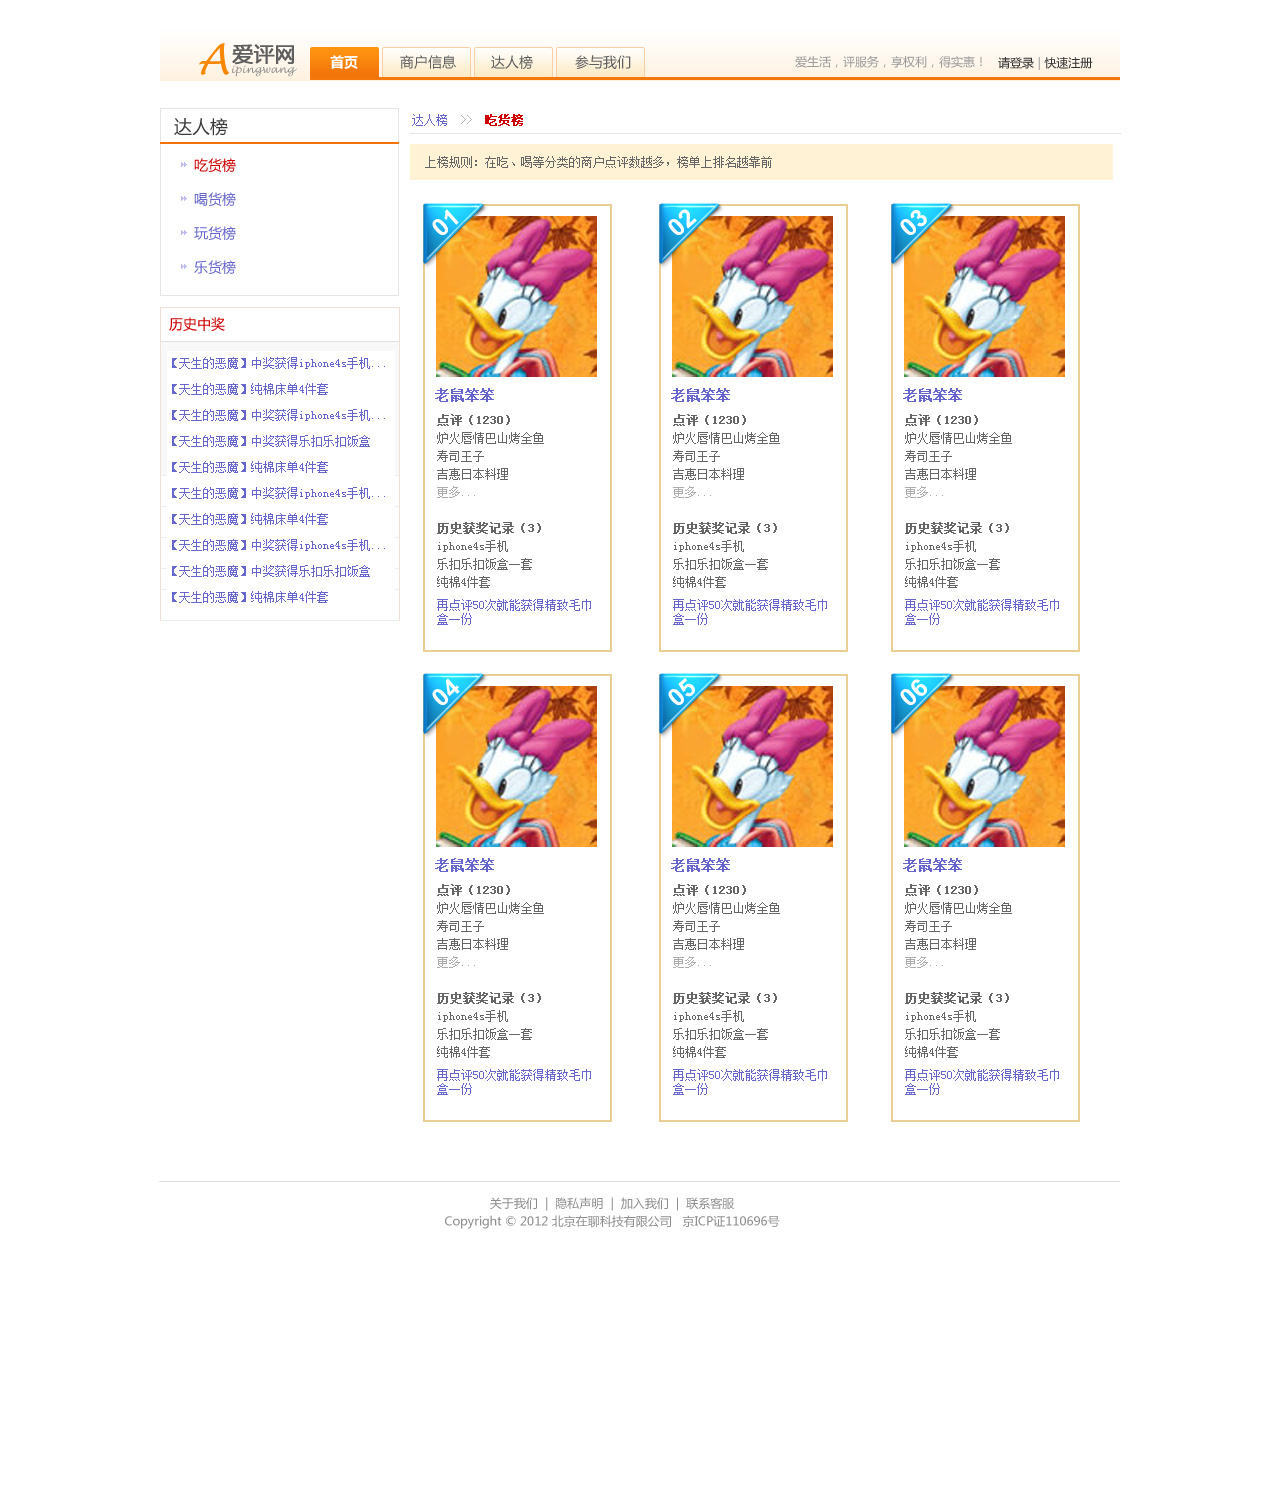 A爱评网
ipingwang
首页 商户信息 达人榜 参与我们
爱生活，评服务，享权利，得实惠！ 请登录 | 快速注册
达人榜
吃货榜
喝货榜
玩货榜
乐货榜
历史中奖
【天生的恶魔】中奖获得iphone4s手机...
【天生的恶魔】纯棉床单4件套
【天生的恶魔】中奖获得iphone4s手机...
【天生的恶魔】中奖获得乐扣乐扣饭盒
【天生的恶魔】纯棉床单4件套
【天生的恶魔】中奖获得iphone4s手机...
【天生的恶魔】纯棉床单4件套
【天生的恶魔】中奖获得iphone4s手机...
【天生的恶魔】中奖获得乐扣乐扣饭盒
【天生的恶魔】纯棉床单4件套
达人榜 >> 吃货榜
上榜规则：在吃、喝等分类的商户点评数越多，榜单上排名越靠前
01
老鼠笨笨
点评（1230）
炉火唇情巴山烤全鱼
寿司王子
吉惠日本料理
更多...
历史获奖记录（3）
iphone4s手机
乐扣乐扣饭盒一套
纯棉4件套
再点评50次就能获得精致毛巾
盒一份
02
老鼠笨笨
点评（1230）
炉火唇情巴山烤全鱼
寿司王子
吉惠日本料理
更多...
历史获奖记录（3）
iphone4s手机
乐扣乐扣饭盒一套
纯棉4件套
再点评50次就能获得精致毛巾
盒一份
03
老鼠笨笨
点评（1230）
炉火唇情巴山烤全鱼
寿司王子
吉惠日本料理
更多...
历史获奖记录（3）
iphone4s手机
乐扣乐扣饭盒一套
纯棉4件套
再点评50次就能获得精致毛巾
盒一份
04
老鼠笨笨
点评（1230）
炉火唇情巴山烤全鱼
寿司王子
吉惠日本料理
更多...
历史获奖记录（3）
iphone4s手机
乐扣乐扣饭盒一套
纯棉4件套
再点评50次就能获得精致毛巾
盒一份
05
老鼠笨笨
点评（1230）
炉火唇情巴山烤全鱼
寿司王子
吉惠日本料理
更多...
历史获奖记录（3）
iphone4s手机
乐扣乐扣饭盒一套
纯棉4件套
再点评50次就能获得精致毛巾
盒一份
06
老鼠笨笨
点评（1230）
炉火唇情巴山烤全鱼
寿司王子
吉惠日本料理
更多...
历史获奖记录（3）
iphone4s手机
乐扣乐扣饭盒一套
纯棉4件套
再点评50次就能获得精致毛巾
盒一份
关于我们 | 隐私声明 | 加入我们 | 联系客服
Copyright © 2012 北京在聊科技有限公司 京ICP证110696号